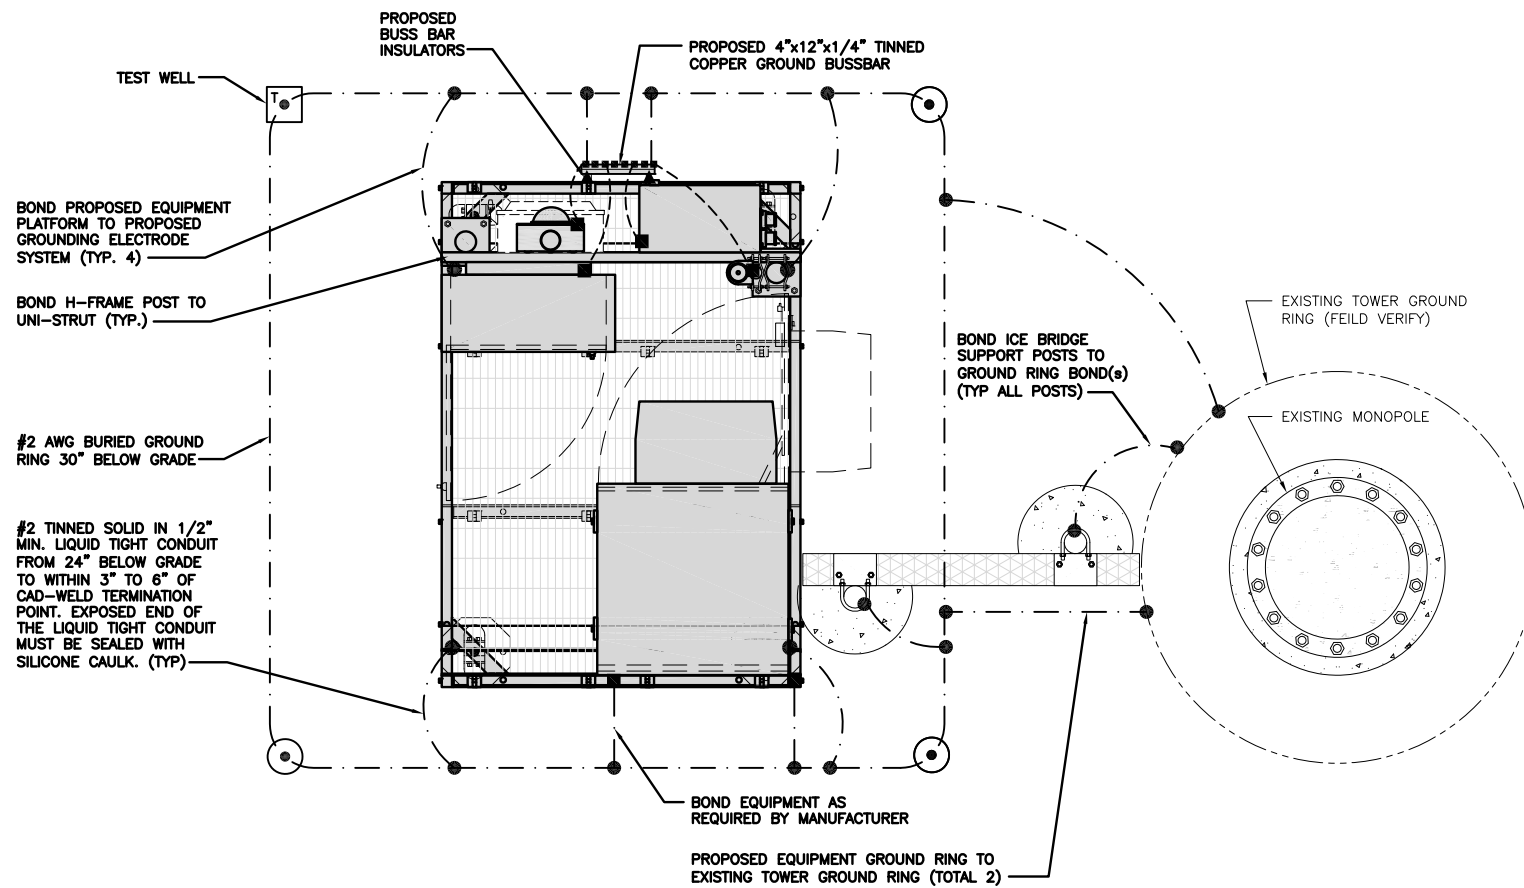 PROPOSED
BUSS BAR
INSULATORS
PROPOSED 4"x12"x1/4" TINNED
COPPER GROUND BUSSBAR
TEST WELL
T
BOND PROPOSED EQUIPMENT
PLATFORM TO PROPOSED
GROUNDING ELECTRODE
SYSTEM (TYP. 4)
BOND H-FRAME POST TO
UNI-STRUT (TYP.)
EXISTING TOWER GROUND
RING (FEILD VERIFY)
BOND ICE BRIDGE
SUPPORT POSTS TO
GROUND RING BOND(s)
(TYP ALL POSTS)
EXISTING MONOPOLE
#2 AWG BURIED GROUND
RING 30" BELOW GRADE
#2 TINNED SOLID IN 1/2"
MIN. LIQUID TIGHT CONDUIT
FROM 24" BELOW GRADE
TO WITHIN 3" TO 6" OF
CAD-WELD TERMINATION
POINT. EXPOSED END OF
THE LIQUID TIGHT CONDUIT
MUST BE SEALED WITH
SILICONE CAULK. (TYP)
BOND EQUIPMENT AS
REQUIRED BY MANUFACTURER
PROPOSED EQUIPMENT GROUND RING TO
EXISTING TOWER GROUND RING (TOTAL 2)